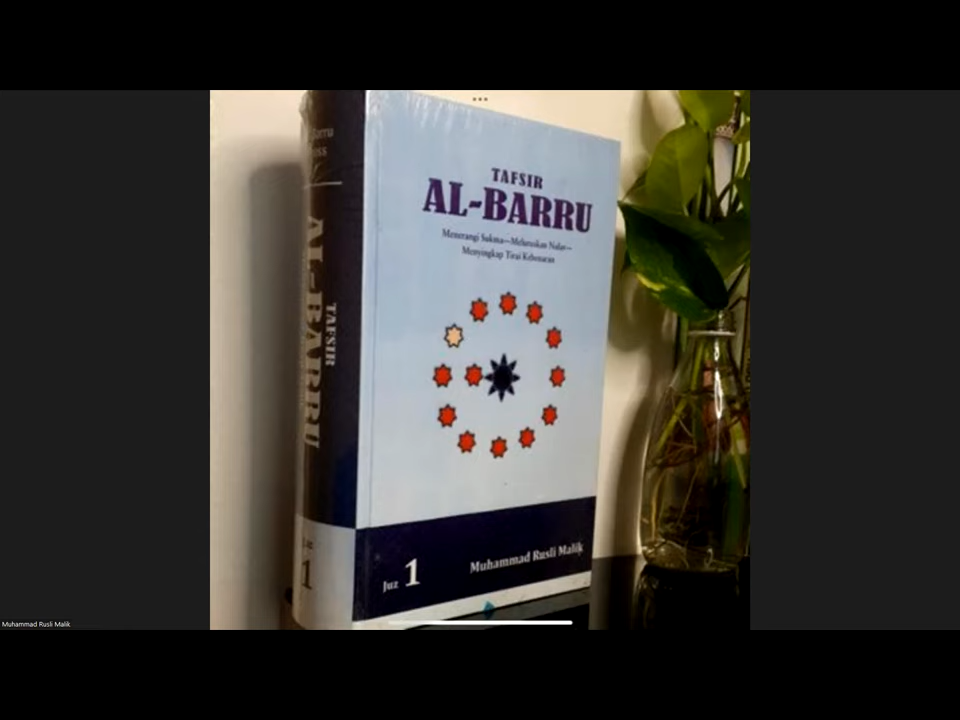 TAFSIR
AL-BARRU
Menerangi Sukma—Meluruskan Nalar—
Menyingkap Tirai Kebenaran
Juz 1
Muhammad Rusli Malik
TAFSIR
AL-BARRU
1
Muhammad Rusli Malik